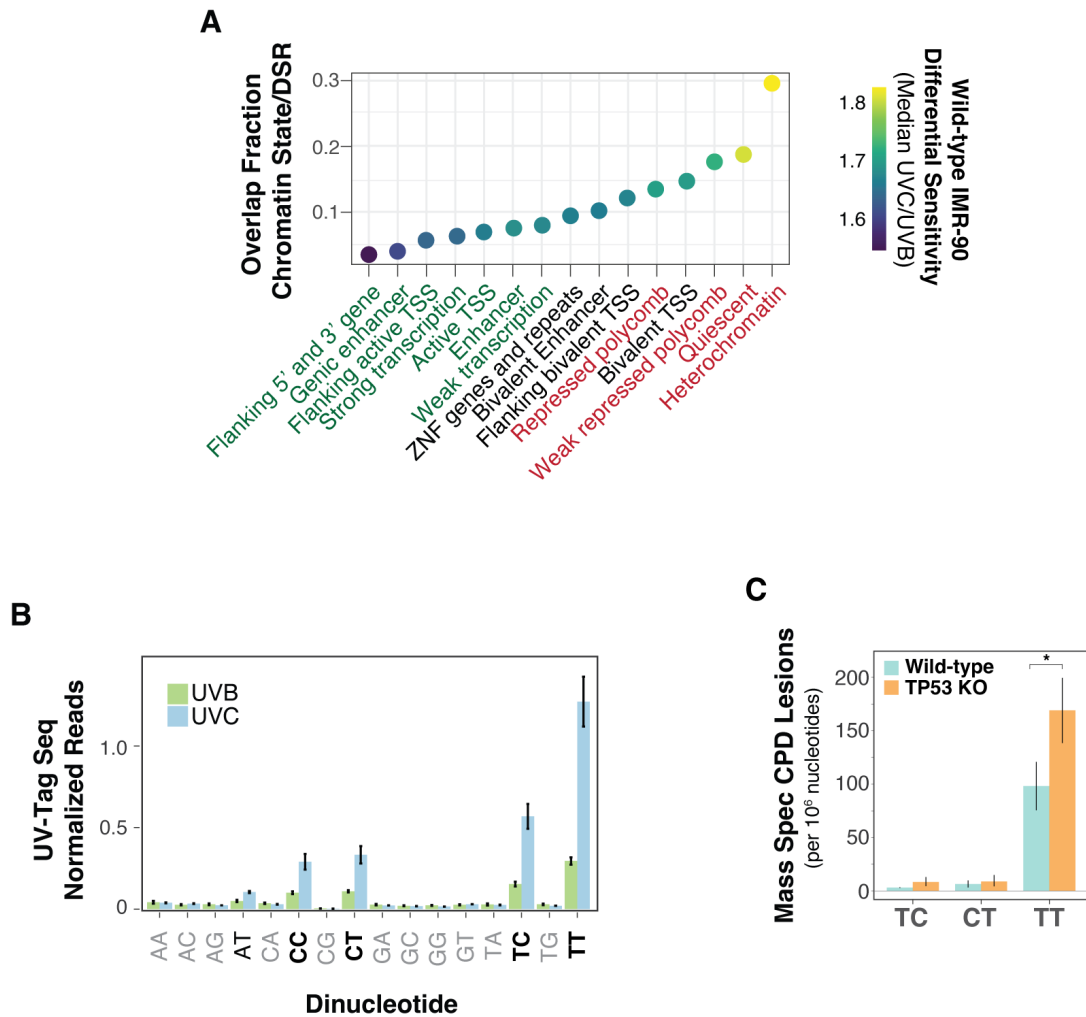 A
Overlap Fraction
Chromatin State/DSR
0.3
0.2
0.1
Flanking 5’ and 3’ gene
Genic enhancer
Flanking active TSS
Strong transcription
Active TSS
Enhancer
Weak transcription
ZNF genes and repeats
Bivalent Enhancer
Flanking bivalent TSS
Repressed polycomb
Bivalent TSS
Weak repressed polycomb
Quiescent
Heterochromatin
1.8
1.7
1.6
Wild-type IMR-90
Differential Sensitivity
(Median UVC/UVB)
B
UV-Tag Seq
Normalized Reads
1.0
0.5
0
UVB
UVC
AA
AC
AG
AT
CA
CC
CG
CT
GA
GC
GG
GT
TA
TC
TG
TT
Dinucleotide
C
Mass Spec CPD Lesions
(per 10⁶ nucleotides)
200
150
100
50
0
Wild-type
TP53 KO
*
TC
CT
TT